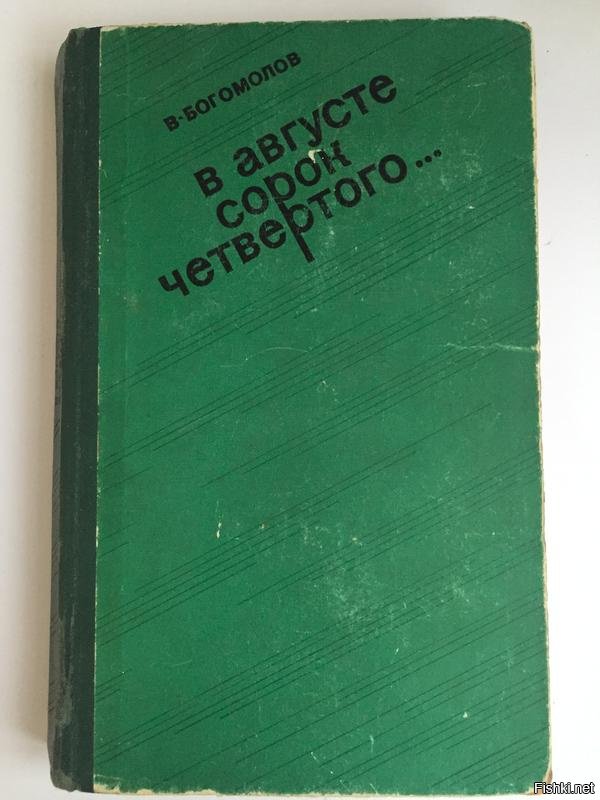 В·БОГОМОЛОВ
в августе
сорок
четвертого...
Fishki.net